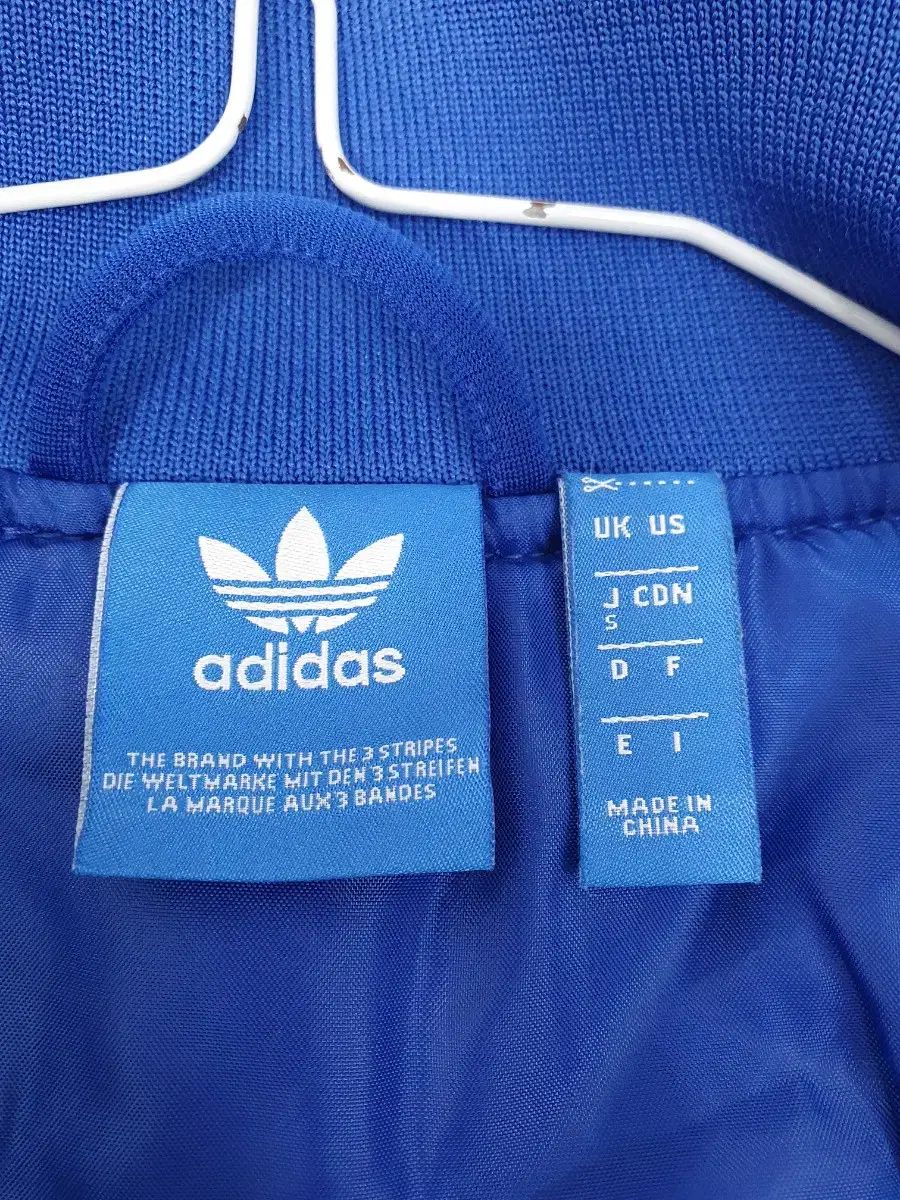 adidas
THE BRAND WITH THE 3 STRIPES
DIE WELTMARKE MIT DEN 3 STREIFEN
LA MARQUE AUX 3 BANDES
UK US
J CDN
S
D F
E I
MADE IN
CHINA